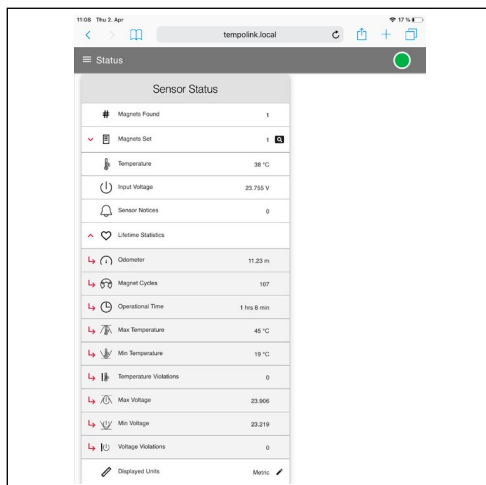 11:08 Thu 2. Apr 17 %
tempolink.local
Status
Sensor Status
# Magnets Found 1
Magnets Set 1
Temperature 38 °C
Input Voltage 23.755 V
Sensor Notices 0
Lifetime Statistics
Odometer 11.23 m
Magnet Cycles 107
Operational Time 1 hrs 8 min
Max Temperature 45 °C
Min Temperature 19 °C
Temperature Violations 0
Max Voltage 23.906
Min Voltage 23.219
Voltage Violations 0
Displayed Units Metric